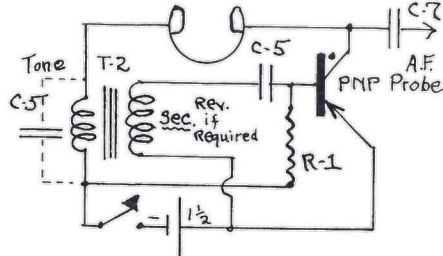 C-7
Tone
T-2
C-5
PNP
A.F.
Probe
C-5T
Sec.
Rev.
if
Required
R-1
-
1½